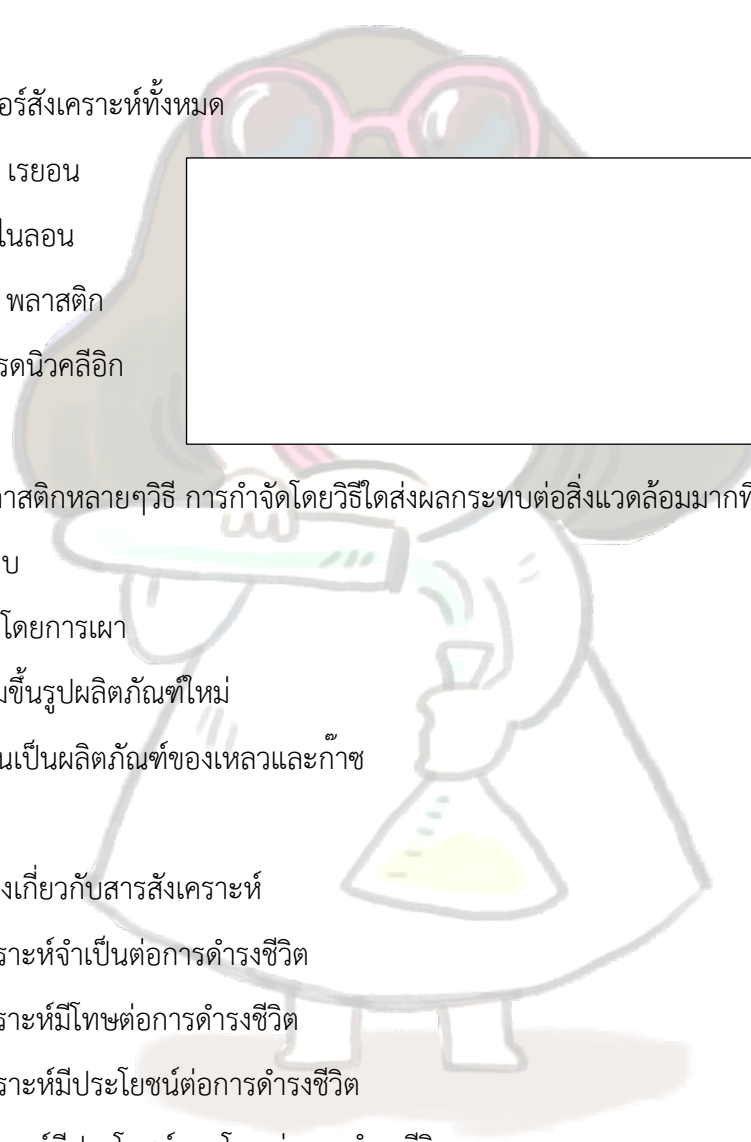 อร์สังเคราะห์ทั้งหมด
เรยอน
ไนลอน
พลาสติก
รดนิวคลีอิก
าสติกหลายๆวิธี การกำจัดโดยวิธีใดส่งผลกระทบต่อสิ่งแวดล้อมมากที
บ
โดยการเผา
มขึ้นรูปผลิตภัณฑ์ใหม่
นเป็นผลิตภัณฑ์ของเหลวและก๊าซ
งเกี่ยวกับสารสังเคราะห์
ราะห์จำเป็นต่อการดำรงชีวิต
ราะห์มีโทษต่อการดำรงชีวิต
ราะห์มีประโยชน์ต่อการดำรงชีวิต